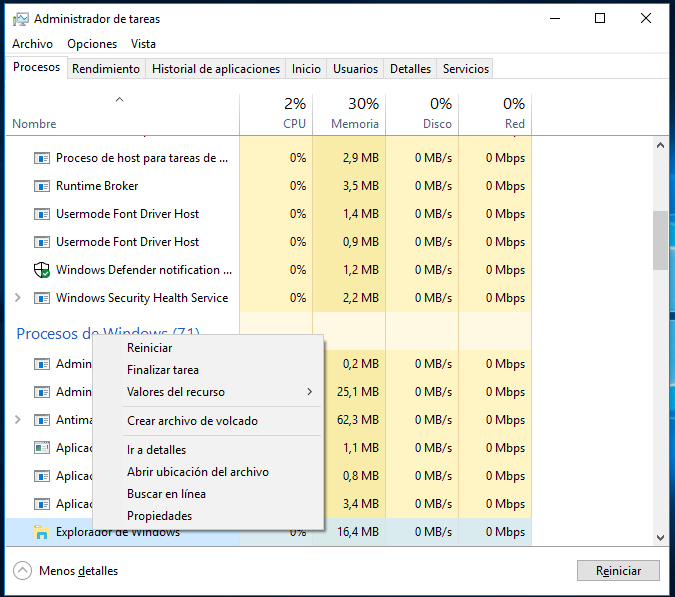 Administrador de tareas
Archivo Opciones Vista
Procesos Rendimiento Historial de aplicaciones Inicio Usuarios Detalles Servicios
2% 30% 0% 0%
Nombre CPU Memoria Disco Red
Proceso de host para tareas de ... 0% 2,9 MB 0 MB/s 0 Mbps
Runtime Broker 0% 3,5 MB 0 MB/s 0 Mbps
Usermode Font Driver Host 0% 1,4 MB 0 MB/s 0 Mbps
Usermode Font Driver Host 0% 0,9 MB 0 MB/s 0 Mbps
Windows Defender notification ... 0% 1,2 MB 0 MB/s 0 Mbps
Windows Security Health Service 0% 2,2 MB 0 MB/s 0 Mbps
Procesos de Windows (71)
Reiniciar
Admin 0,2 MB 0 MB/s 0 Mbps
Finalizar tarea
Admin 25,1 MB 0 MB/s 0 Mbps
Valores del recurso
Antima 62,3 MB 0 MB/s 0 Mbps
Crear archivo de volcado
Aplicac 1,1 MB 0 MB/s 0 Mbps
Ir a detalles
Aplicac 0,8 MB 0 MB/s 0 Mbps
Abrir ubicación del archivo
Buscar en línea
Aplicac 3,4 MB 0 MB/s 0 Mbps
Propiedades
Explorador de Windows 0% 16,4 MB 0 MB/s 0 Mbps
Menos detalles Reiniciar